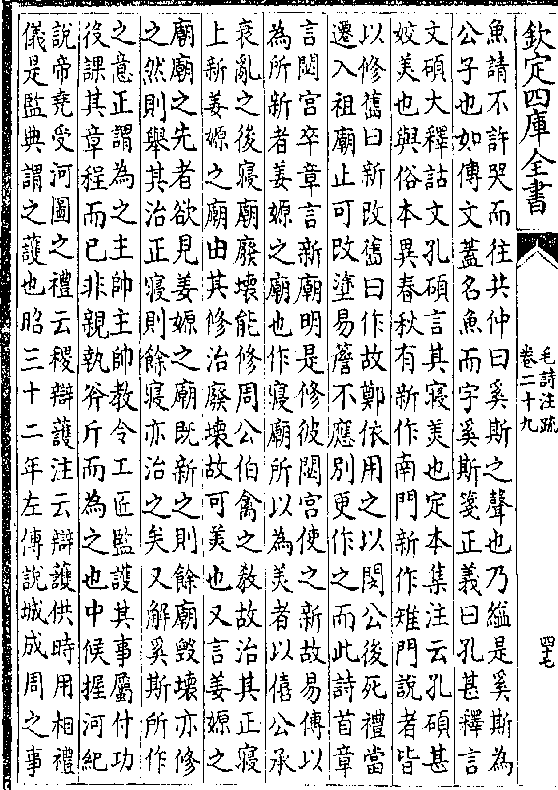 欽定四庫全書
毛詩注疏
卷二十九
四十七
魚請不許哭而往共仲曰奚斯之聲也乃縊是奚斯為
公子也如傳文蓋名魚而字奚斯箋正義曰孔甚釋言
文碩大釋詁文孔碩言其寢美也定本集注云孔碩甚
姣美也與俗本異春秋有新作南門新作雉門說者皆
以修舊曰新改舊曰作故鄭依用之以閔公後死禮當
遷入祖廟止可改塗易簷不應別更作之而此詩首章
言閟宮卒章言新廟明是修彼閟宮使之新故易傳以
為所新者姜嫄之廟也作寢廟所以為美者以僖公承
衰亂之後寢廟廢壞能修周公伯禽之教故治其正寢
上新姜嫄之廟由其修治廢壞故可美也又言姜嫄之
廟廟之先者欲見姜嫄之廟既新之則餘廟毀壞亦修
之然則舉其治正寢則餘寢亦治之矣又解奚斯所作
之意正謂為之主帥主帥教令工匠監護其事屬付功
役課其章程而已非親執斧斤而為之也中候握河紀
說帝堯受河圖之禮云稷辯護注云辯護供時用相禮
儀是監典謂之護也昭三十二年左傳說城成周之事